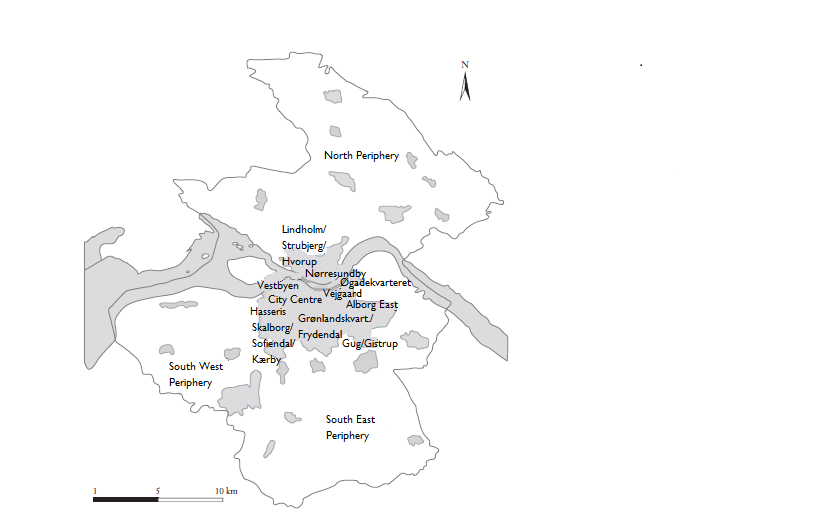 N
North Periphery
Lindholm/
Strubjerg/
Hvorup
Nørresundby
Vestbyen
Øgadekvarteret
City Centre
Vejgaard
Hasseris
Alborg East
Grønlandskvart./
Frydendal
Skalborg/
Sofiendal/
Kærby
Gug/Gistrup
South West
Periphery
South East
Periphery
1 5 10 km